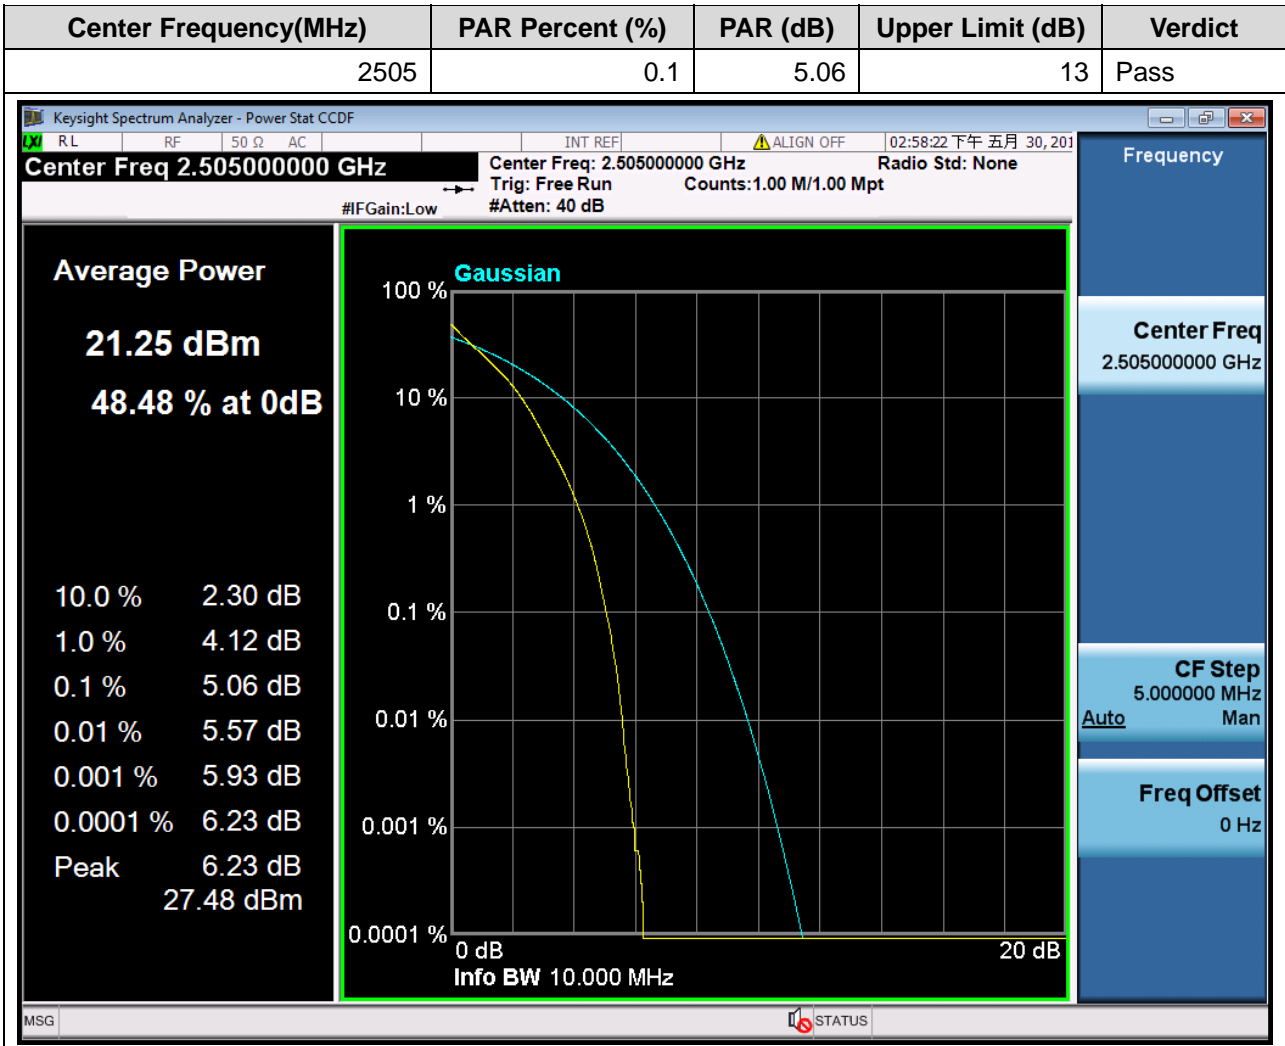 Center Frequency(MHz) PAR Percent (%) PAR (dB) Upper Limit (dB) Verdict
2505 0.1 5.06 13 Pass
Keysight Spectrum Analyzer - Power Stat CCDF
LXI RL RF 50 Ω AC INT REF ALIGN OFF 02:58:22 下午 五月 30, 201
Center Freq 2.505000000 GHz
Center Freq: 2.505000000 GHz Radio Std: None
Trig: Free Run Counts:1.00 M/1.00 Mpt
#IFGain:Low #Atten: 40 dB
Frequency
Average Power
21.25 dBm
48.48 % at 0dB
10.0 % 2.30 dB
1.0 % 4.12 dB
0.1 % 5.06 dB
0.01 % 5.57 dB
0.001 % 5.93 dB
0.0001 % 6.23 dB
Peak 6.23 dB
27.48 dBm
Gaussian
100 %
10 %
1 %
0.1 %
0.01 %
0.001 %
0.0001 %
0 dB 20 dB
Info BW 10.000 MHz
Center Freq
2.505000000 GHz
CF Step
5.000000 MHz
Auto Man
Freq Offset
0 Hz
MSG STATUS